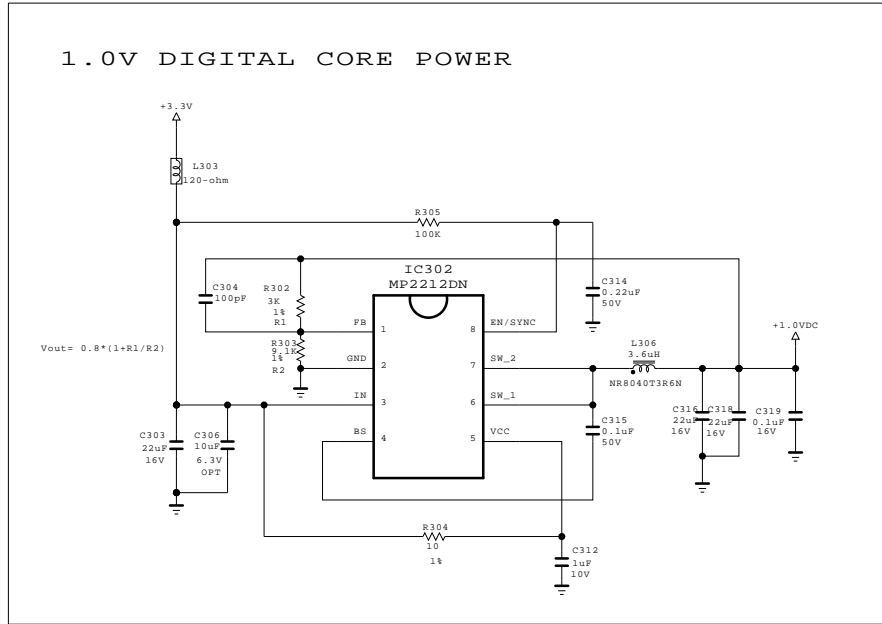 1.0V DIGITAL CORE POWER
+3.3V
L303
120-ohm
R305
100K
IC302
MP2212DN
C304
100pF
R302
3K
1%
R1
C314
0.22uF
50V
FB
1
8
EN/SYNC
+1.0VDC
L306
3.6uH
Vout= 0.8*(1+R1/R2)
R303
9.1K
1%
R2
GND
2
7
SW_2
NR8040T3R6N
IN
3
6
SW_1
C303
22uF
16V
C306
10uF
6.3V
OPT
BS
4
5
VCC
C315
0.1uF
50V
C316
22uF
16V
C318
22uF
16V
C319
0.1uF
16V
R304
10
1%
C312
1uF
10V